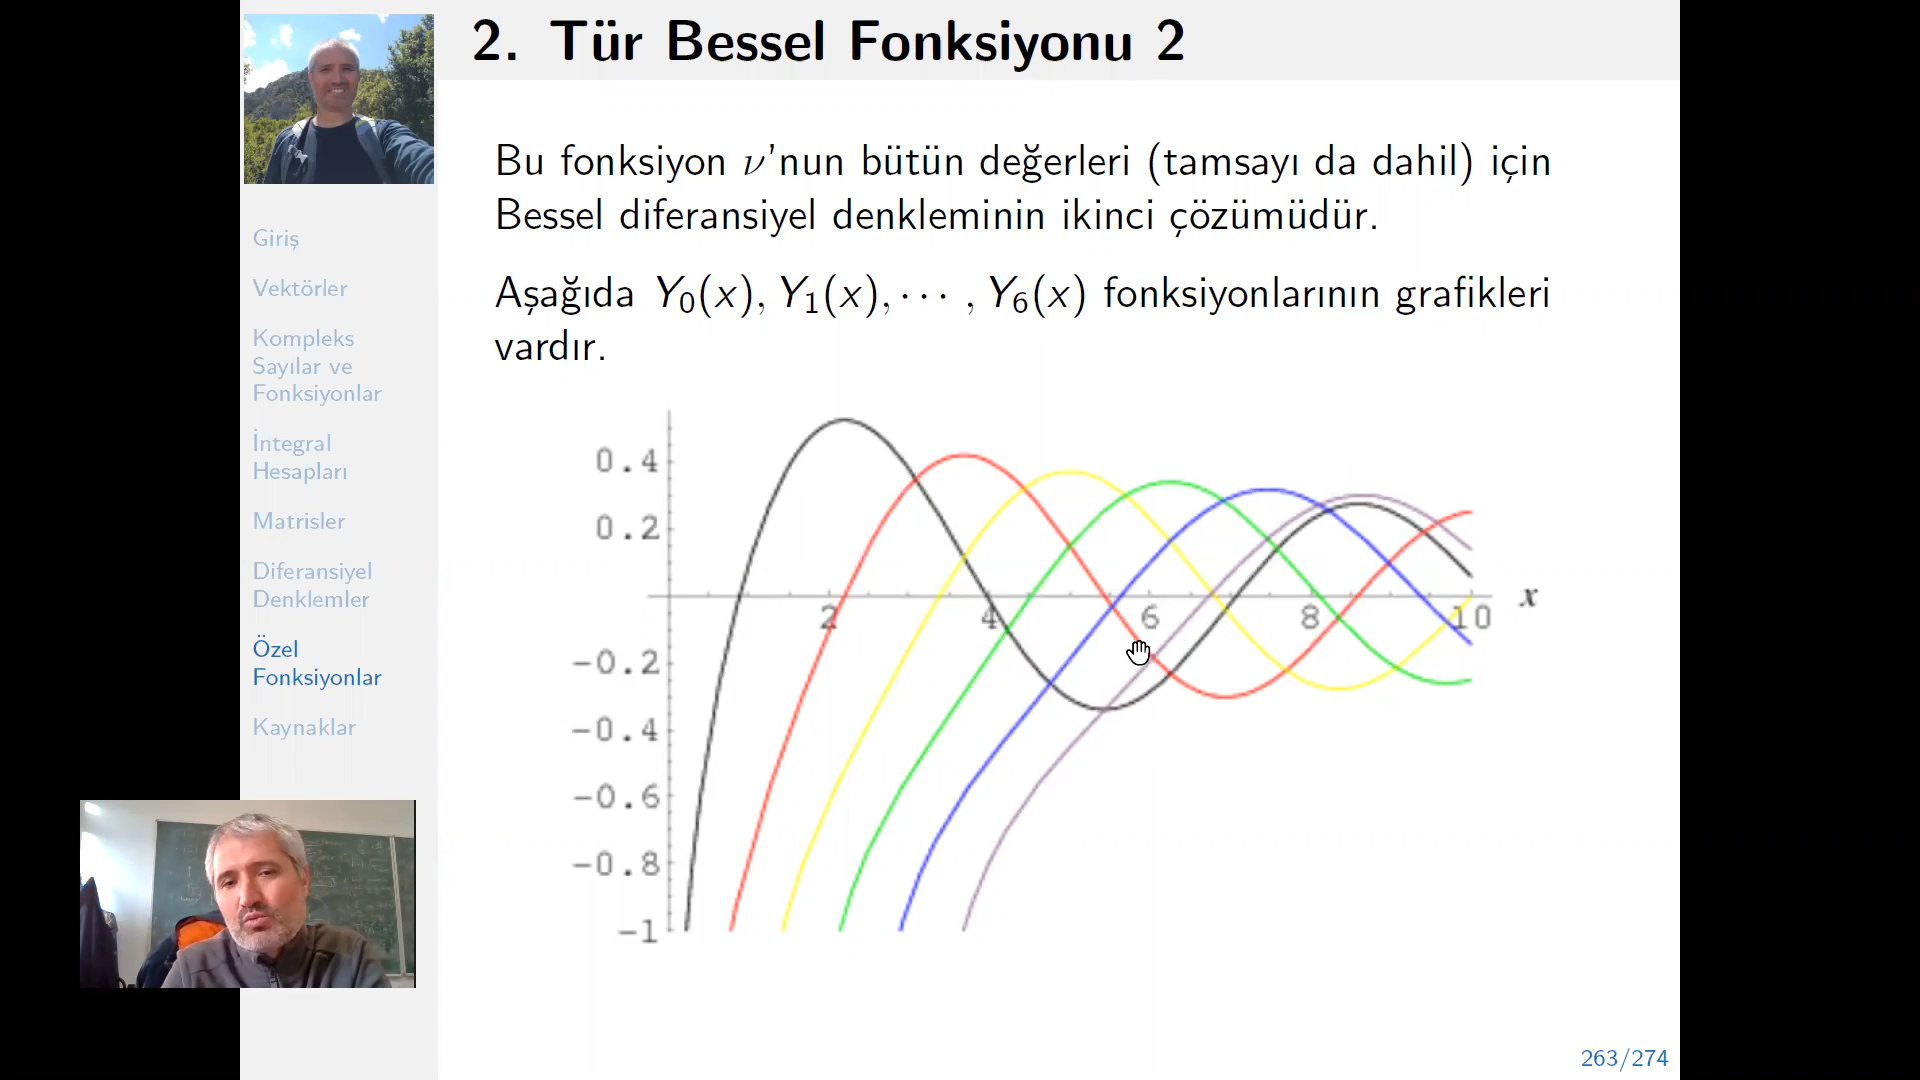 2. Tür Bessel Fonksiyonu 2
Giriş
Vektörler
Kompleks
Sayılar ve
Fonksiyonlar
İntegral
Hesapları
Matrisler
Diferansiyel
Denklemler
Özel
Fonksiyonlar
Kaynaklar
Bu fonksiyon ν'nun bütün değerleri (tamsayı da dahil) için
Bessel diferansiyel denkleminin ikinci çözümüdür.
Aşağıda Y₀(x), Y₁(x), ··· , Y₆(x) fonksiyonlarının grafikleri
vardır.
0.4
0.2
2 4 6 8 10 x
-0.2
-0.4
-0.6
-0.8
-1
263/274